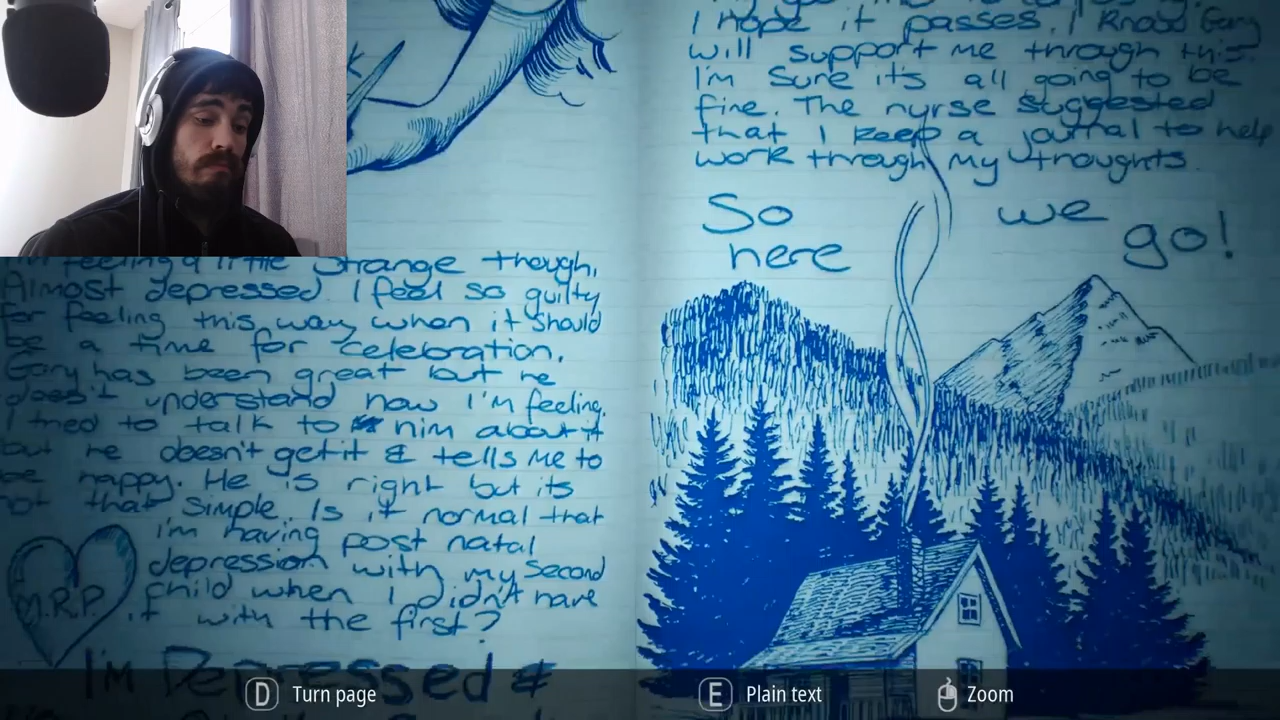 I hope it passes. I know Gary
will support me through this.
I'm sure it's all going to be
fine. The nurse suggested
that I keep a journal to help
work through my thoughts.
So here we go!
feeling a little strange though.
Almost depressed. I feel so guilty
for feeling this way when it should
be a time for celebration.
Gary has been great but he
doesn't understand how I'm feeling.
I tried to talk to him about it
but he doesn't get it & tells me to
be happy. He is right but its
not that simple. Is it normal that
i'm having post natal
depression with my second
child when I didn't have
it with the first?
M.R.P.
I'm Depressed &
D Turn page
E Plain text
Zoom